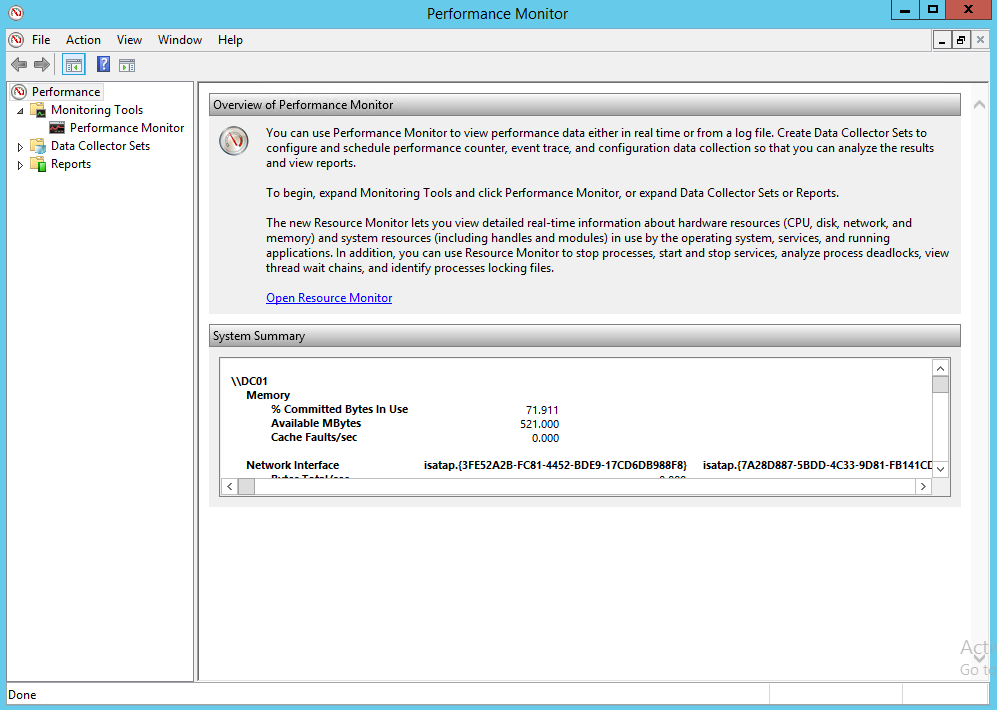 Performance Monitor
File Action View Window Help
Performance
Monitoring Tools
Performance Monitor
Data Collector Sets
Reports
Overview of Performance Monitor
You can use Performance Monitor to view performance data either in real time or from a log file. Create Data Collector Sets to
configure and schedule performance counter, event trace, and configuration data collection so that you can analyze the results
and view reports.
To begin, expand Monitoring Tools and click Performance Monitor, or expand Data Collector Sets or Reports.
The new Resource Monitor lets you view detailed real-time information about hardware resources (CPU, disk, network, and
memory) and system resources (including handles and modules) in use by the operating system, services, and running
applications. In addition, you can use Resource Monitor to stop processes, start and stop services, analyze process deadlocks, view
thread wait chains, and identify processes locking files.
Open Resource Monitor
System Summary
\\DC01
Memory
% Committed Bytes In Use 71.911
Available MBytes 521.000
Cache Faults/sec 0.000
Network Interface isatap.{3FE52A2B-FC81-4452-BDE9-17CD6DB988F8} isatap.{7A28D887-5BDD-4C33-9D81-FB141CD
Bytes Total/sec 0.000
Act
Go to
Done